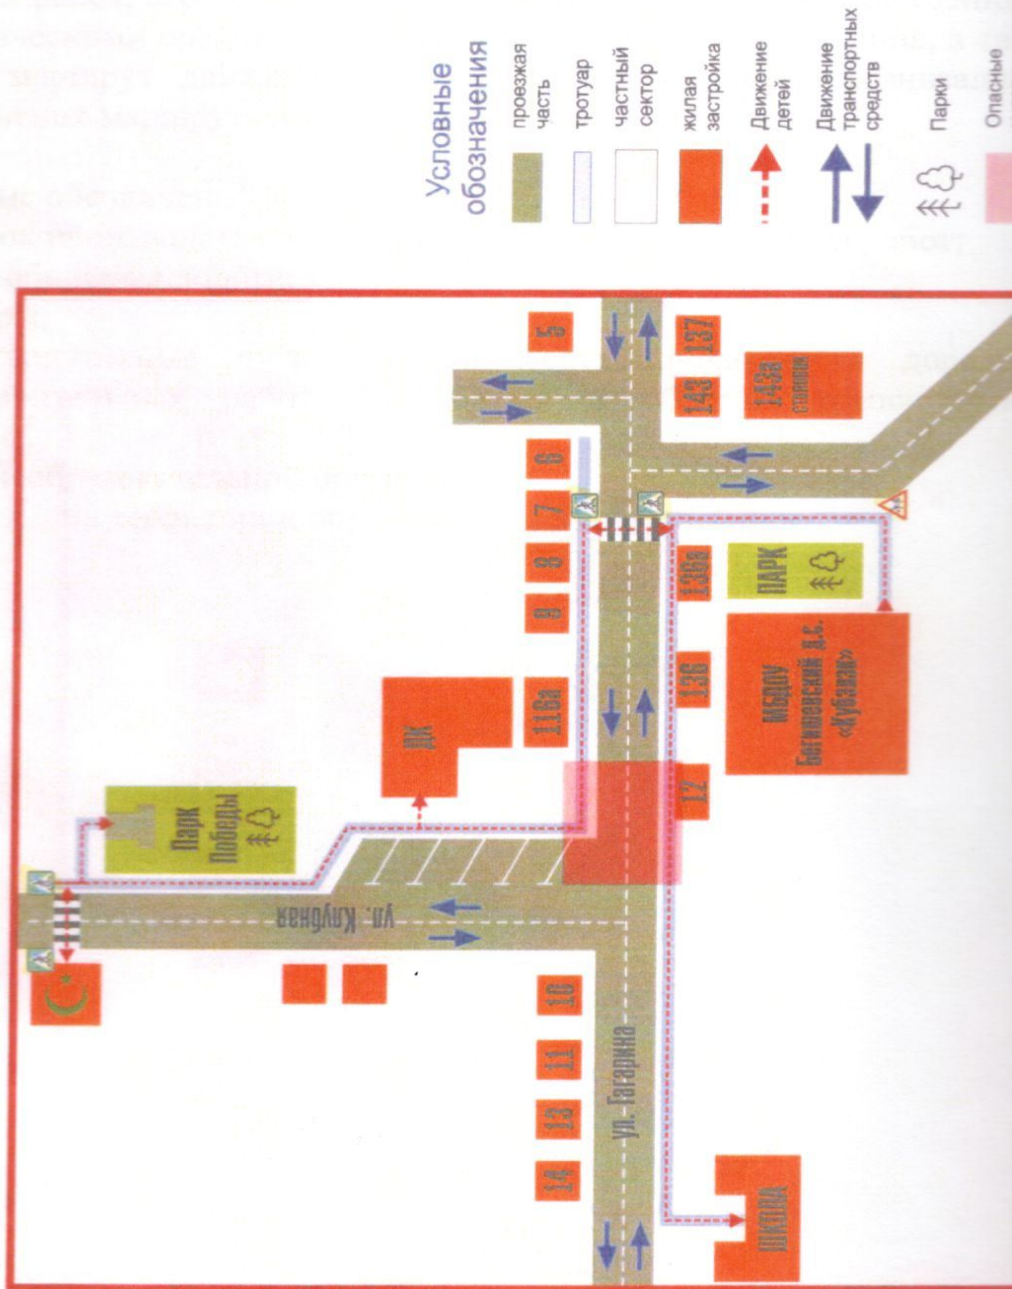 Условные
обозначения
проезжая
часть
тротуар
частный
сектор
жилая
застройка
Движение
детей
Движение
транспортных
средств
Парки
Опасные
5
6
7
8
9
116а
ДК
Парк
Победы
ул. Клубная
10
11
13
14
ул. Гагарина
137
143
143а
136а
136
12
ПАРК
МБДОУ
Бегишевский д.с.
«Кубэлэк»
ШКОЛА